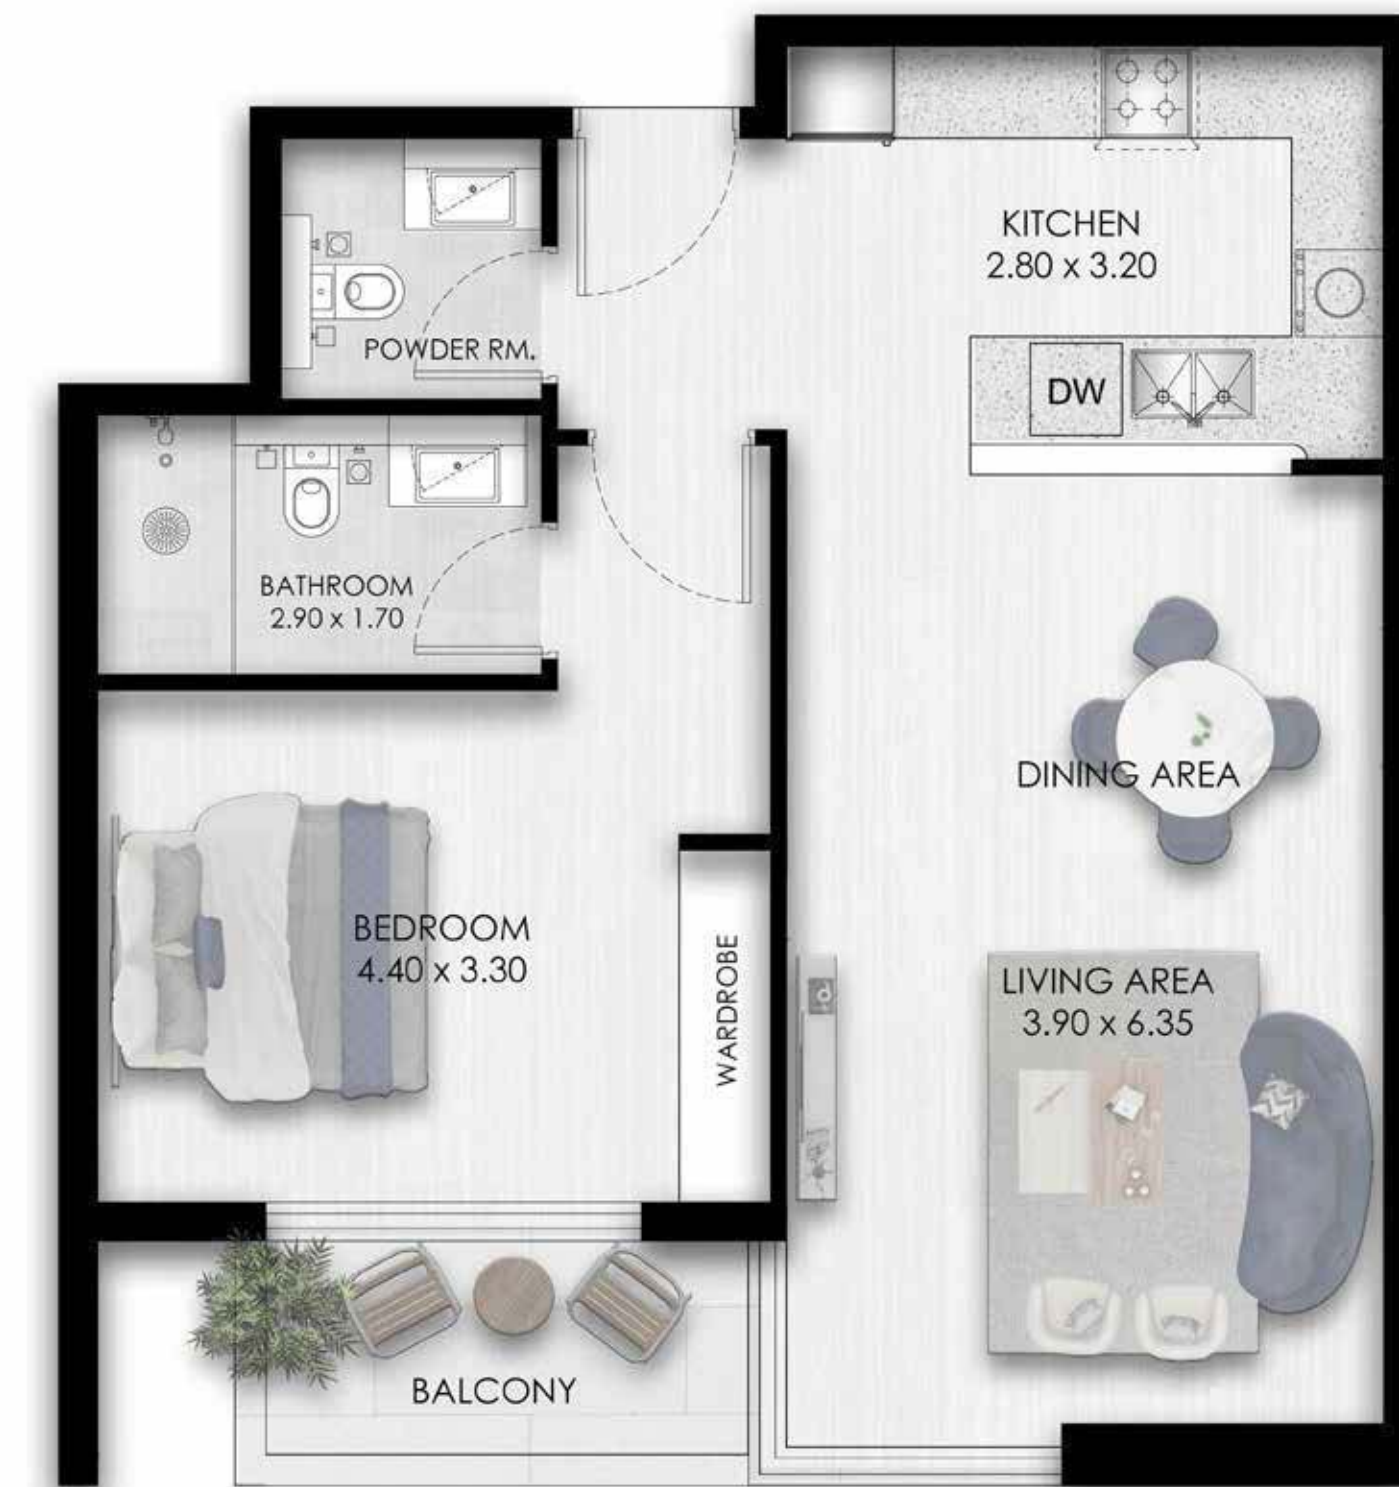 KITCHEN
2.80 x 3.20
POWDER RM.
DW
BATHROOM
2.90 x 1.70
DINING AREA
BEDROOM
4.40 x 3.30
WARDROBE
LIVING AREA
3.90 x 6.35
BALCONY